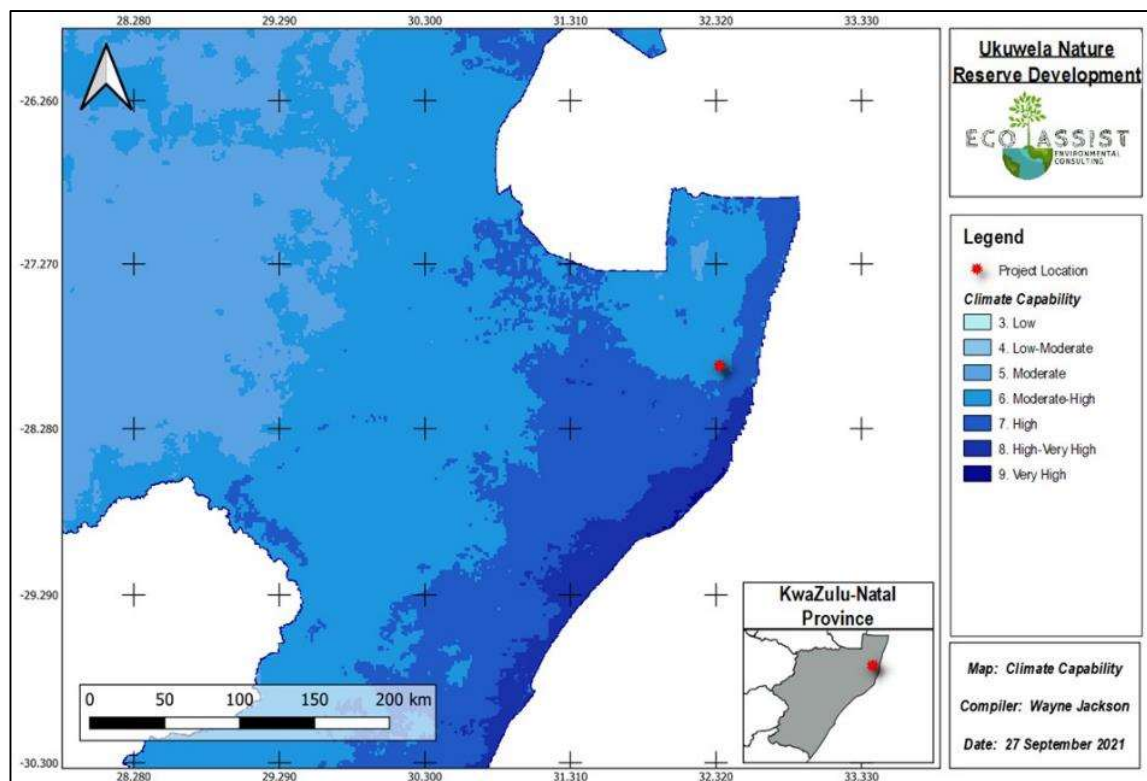 28.280 29.290 30.300 31.310 32.320 33.330
-26.260
-27.270
-28.280
-29.290
-30.300
0 50 100 150 200 km
28.280 29.290 30.300 31.310 32.320 33.330
KwaZulu-Natal
Province
Ukuwela Nature
Reserve Development
ECO ASSIST
ENVIRONMENTAL
CONSULTING
Legend
Project Location
Climate Capability
3. Low
4. Low-Moderate
5. Moderate
6. Moderate-High
7. High
8. High-Very High
9. Very High
Map: Climate Capability
Compiler: Wayne Jackson
Date: 27 September 2021